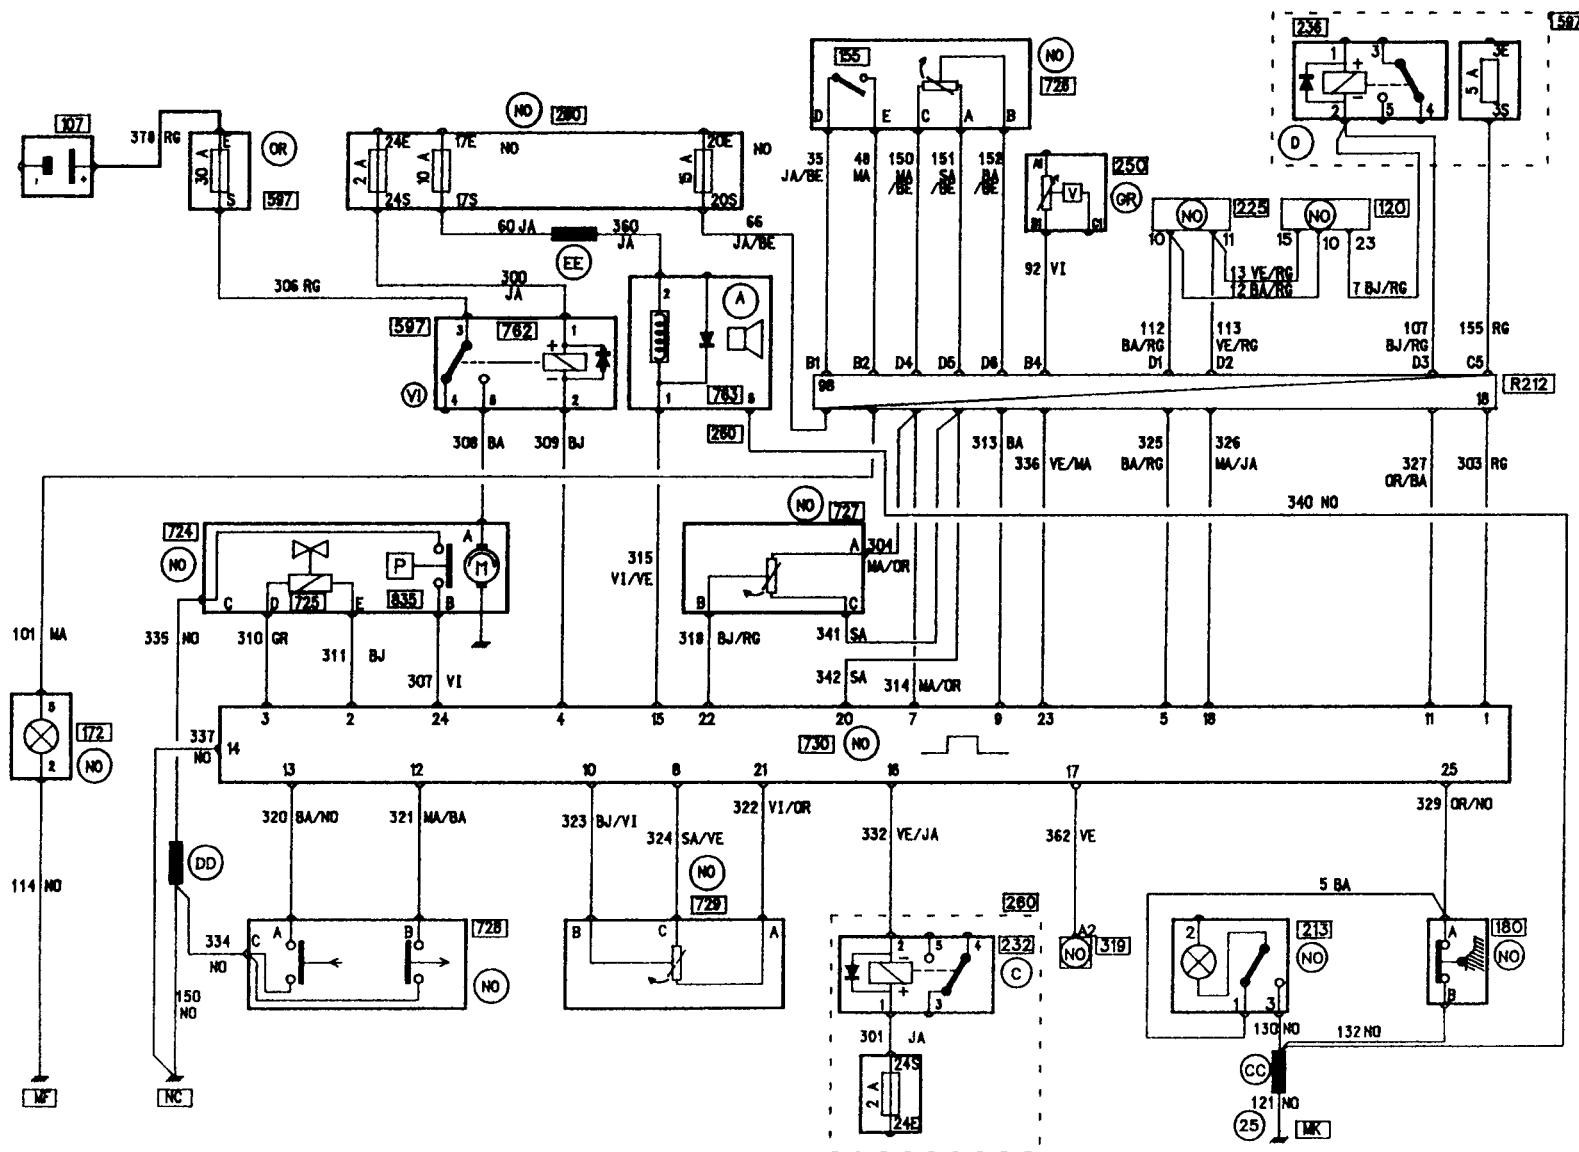 107
378 RG
E
30 A
S
OR
597
306 RG
NO
260
24E
17E
NO
20E
NO
2 A
10 A
15 A
24S
17S
20S
60 JA
360
JA
EE
66
JA/BE
300
JA
597
762
3
1
+
-
4
2
VI
308 BA
309 BJ
A
2
763
1
260
315
VI/VE
155
NO
D
E
C
A
B
35
JA/BE
48
MA
150
MA
/BE
151
SA
/BE
152
BA
/BE
250
GR
A1
V
B1
C1
92 VI
NO
225
10
11
NO
120
15
10
23
13 VE/RG
12 BA/RG
7 BJ/RG
236
1
3
+
-
2
5
4
D
3E
5 A
3S
112
BA/RG
113
VE/RG
107
BJ/RG
155 RG
B1
B2
D4
D5
D6
B4
D1
D2
D3
C5
R212
18
313 BA
336 VE/MA
325
BA/RG
326
MA/JA
327
OR/BA
303 RG
340 NO
724
NO
C
D
725
E
P
835
B
A
M
101 MA
335 NO
310 GR
311 BJ
307 VI
NO
727
A
304
MA/OR
B
C
318 BJ/RG
341 SA
342 SA
314 MA/OR
5
2
172
NO
337
NO
14
3
2
24
4
15
22
20
7
9
23
5
18
11
1
730
NO
13
12
10
8
21
16
17
25
320 BA/NO
321 MA/BA
323 BJ/VI
324 SA/VE
322 VI/OR
332 VE/JA
362 VE
329 OR/NO
114 NO
DD
334
NO
150
NO
C
A
B
728
NO
NO
729
B
C
A
260
2
-
5
4
232
C
1
+
3
301 JA
24S
2 A
24E
A2
NO
319
5 BA
2
213
NO
1
3
A
B
180
NO
130 NO
132 NO
CC
121 NO
25
MK
MF
NC